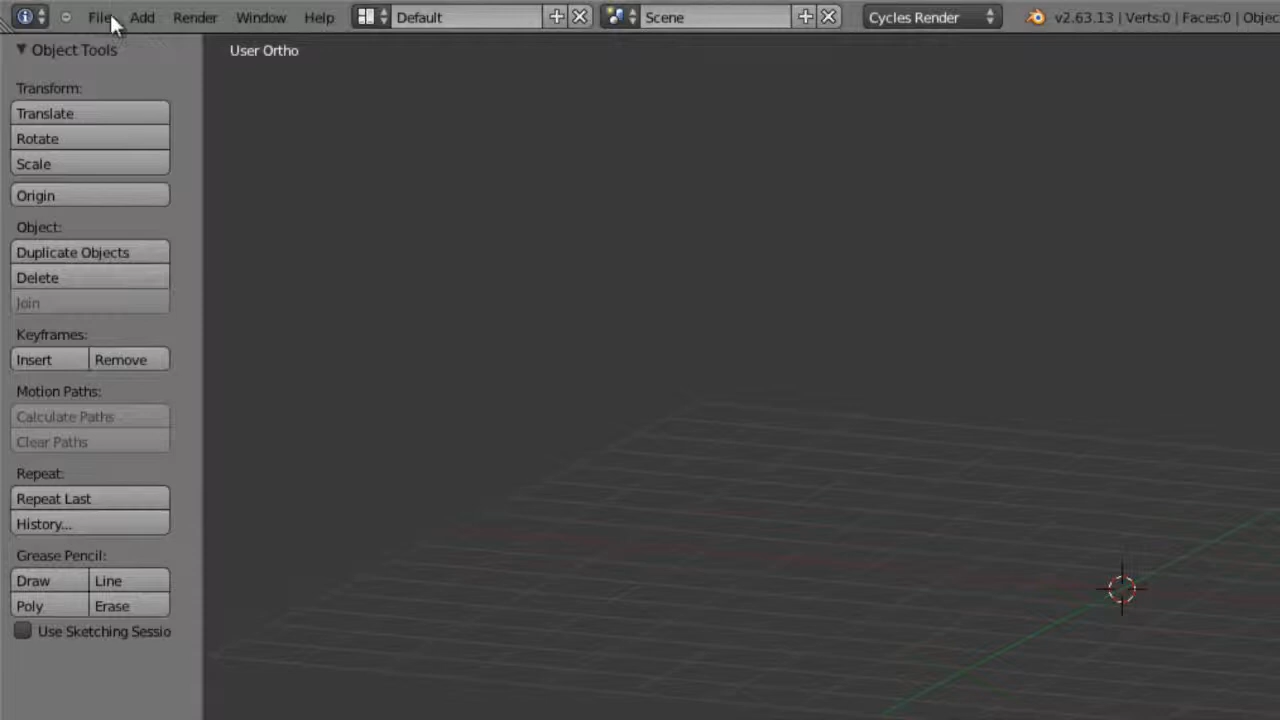 File Add Render Window Help Default Scene Cycles Render v2.63.13 | Verts:0 | Faces:0 | Objec
Object Tools
User Ortho
Transform:
Translate
Rotate
Scale
Origin
Object:
Duplicate Objects
Delete
Join
Keyframes:
Insert Remove
Motion Paths:
Calculate Paths
Clear Paths
Repeat:
Repeat Last
History...
Grease Pencil:
Draw Line
Poly Erase
Use Sketching Sessio